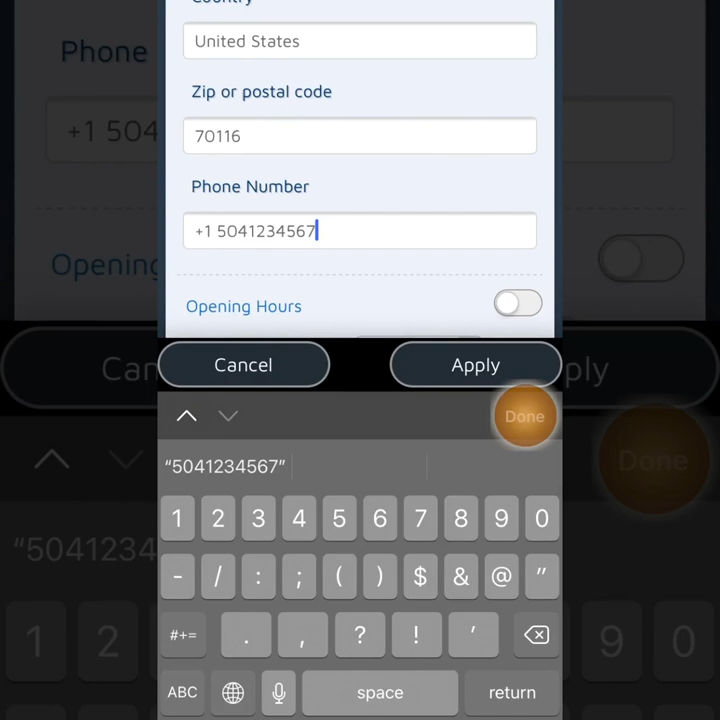 Country
United States
Zip or postal code
70116
Phone
Phone Number
+1 504
+1 5041234567
Opening
Opening Hours
Can
Cancel
Apply
ply
Done
Done
"5041234
"5041234567"
1 2 3 4 5 6 7 8 9 0
- / : ; ( ) $ & @ "
1 2
9 0
#+= . , ? ! '
ABC space return